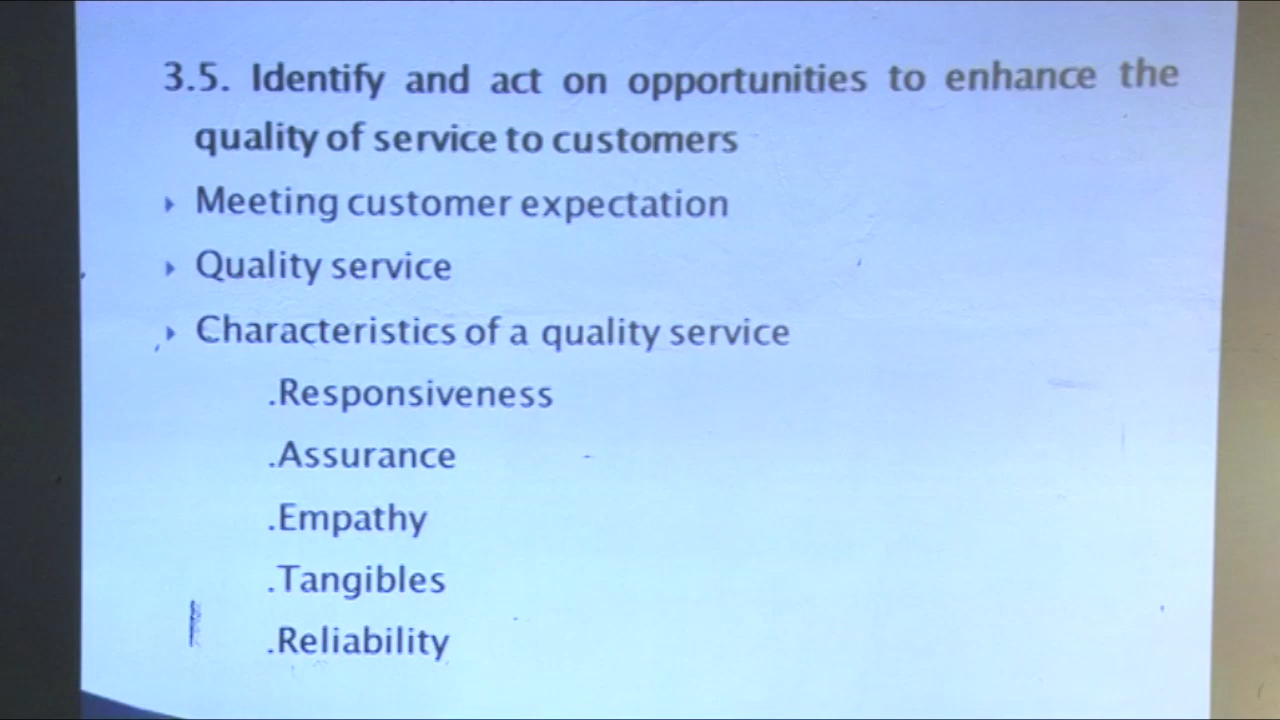 3.5. Identify and act on opportunities to enhance the
quality of service to customers
Meeting customer expectation
Quality service
Characteristics of a quality service
.Responsiveness
.Assurance
.Empathy
.Tangibles
.Reliability